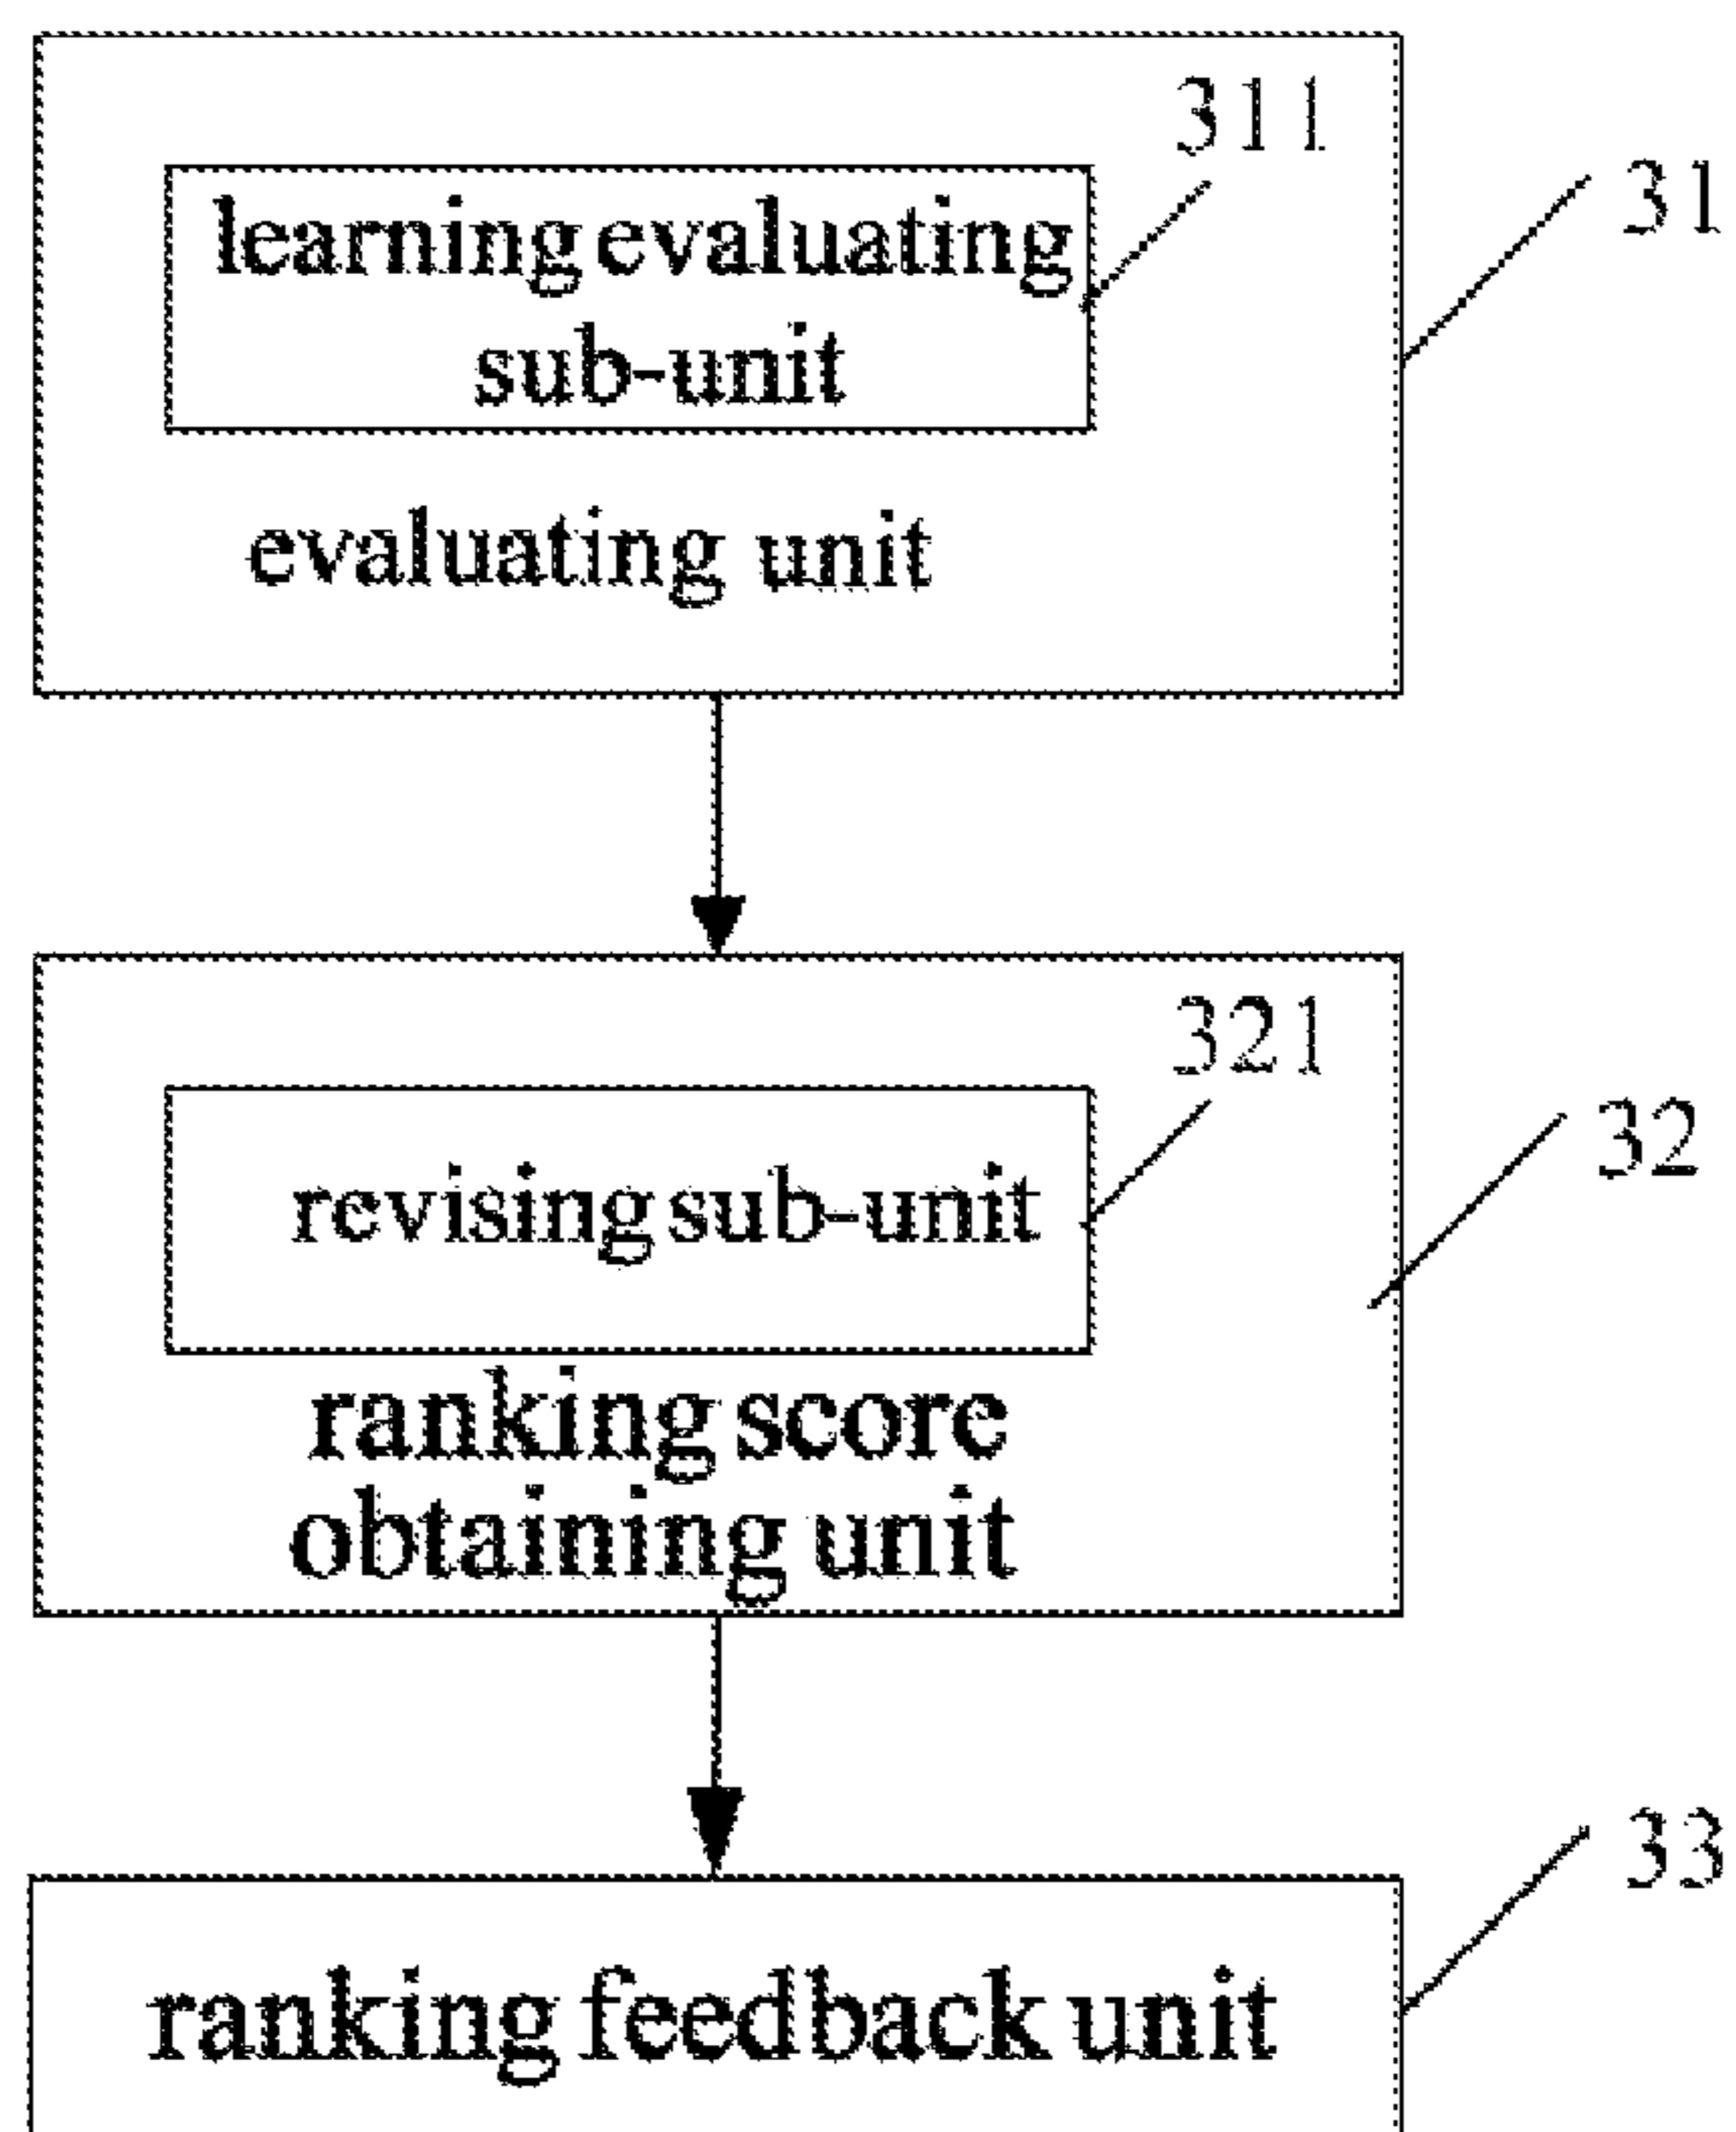 311
31
learning evaluating
sub-unit
evaluating unit
321
32
revising sub-unit
ranking score
obtaining unit
33
ranking feedback unit